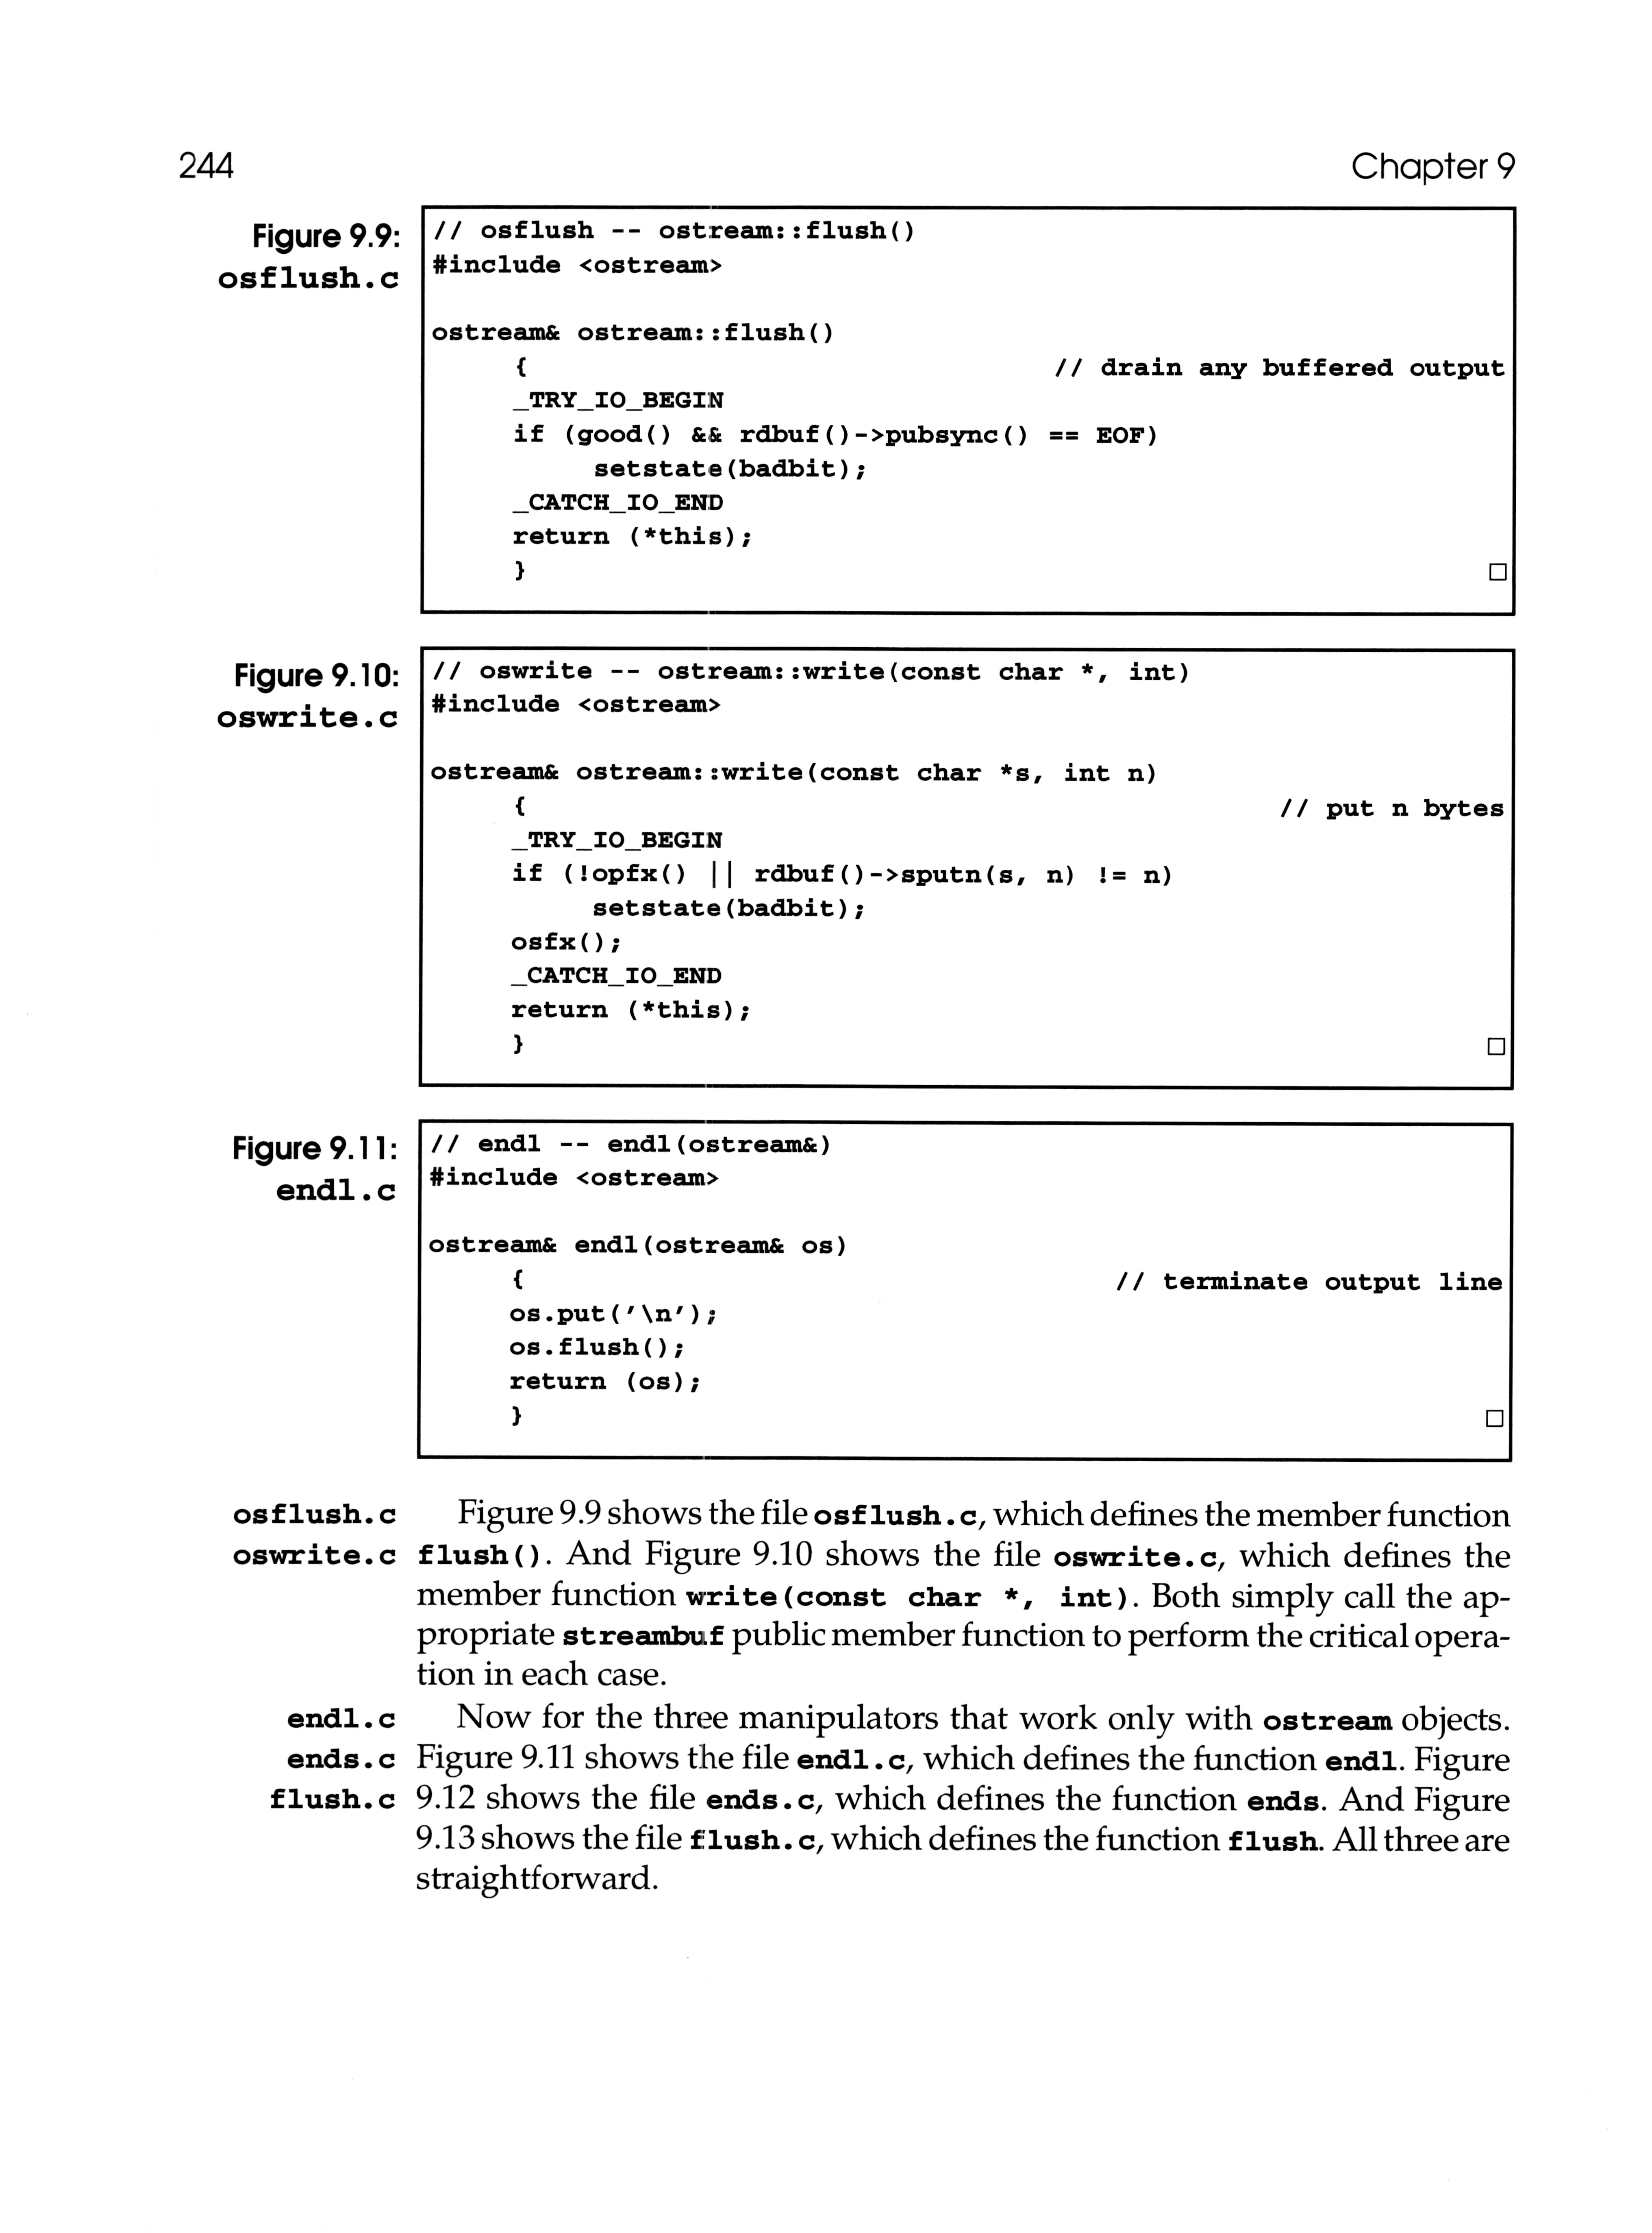 244 Chapter 9
Figure 9.9:
osflush.c
// osflush -- ostream::flush()
#include <ostream>
ostream& ostream::flush()
{ // drain any buffered output
_TRY_IO_BEGIN
if (good() && rdbuf()->pubsync() == EOF)
setstate(badbit);
_CATCH_IO_END
return (*this);
}
Figure 9.10:
oswrite.c
// oswrite -- ostream::write(const char *, int)
#include <ostream>
ostream& ostream::write(const char *s, int n)
{ // put n bytes
_TRY_IO_BEGIN
if (!opfx() || rdbuf()->sputn(s, n) != n)
setstate(badbit);
osfx();
_CATCH_IO_END
return (*this);
}
Figure 9.11:
endl.c
// endl -- endl(ostream&)
#include <ostream>
ostream& endl(ostream& os)
{ // terminate output line
os.put('\n');
os.flush();
return (os);
}
osflush.c Figure 9.9 shows the file osflush.c, which defines the member function
oswrite.c flush(). And Figure 9.10 shows the file oswrite.c, which defines the
member function write(const char *, int). Both simply call the ap-
propriate streambuf public member function to perform the critical opera-
tion in each case.
endl.c Now for the three manipulators that work only with ostream objects.
ends.c Figure 9.11 shows the file endl.c, which defines the function endl. Figure
flush.c 9.12 shows the file ends.c, which defines the function ends. And Figure
9.13 shows the file flush.c, which defines the function flush. All three are
straightforward.